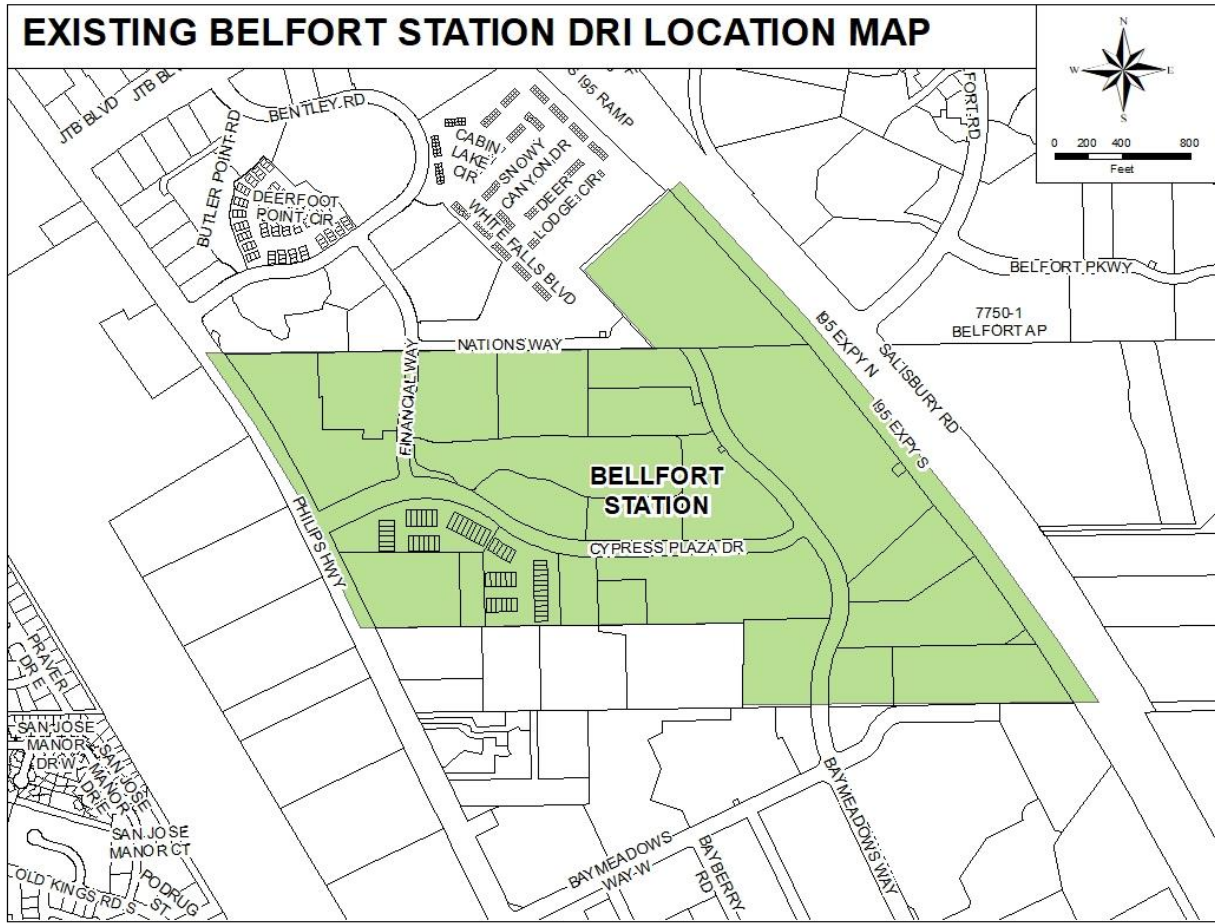 EXISTING BELFORT STATION DRI LOCATION MAP
N
W
E
S
0 200 400 800
Feet
JTB BLVD
JTB BLV
BENTLEY RD
BUTLER POINT RD
DEERFOOT
POINT CIR
CABIN
LAKE
CIR
SNOWY
CANYON DR
DEER
LODGE CIR
WHITE FALLS BLVD
S I95 RAMP
FORT RD
BELFORT PKWY
7750-1
BELFORT AP
NATIONS WAY
FINANCIAL WAY
I95 EXPY N
SALISBURY RD
I95 EXPY S
BELLFORT
STATION
PHILIPS HWY
CYPRESS PLAZA DR
PRAVER
DR E
SAN JOSE
MANOR
DR W
SAN JOSE
MANOR
DR E
SAN JOSE
MANOR CT
PODRUG
ST
OLD KINGS RD S
BAYMEADOWS
WAY W
BAYBERRY
RD
BAYMEADOWS WAY